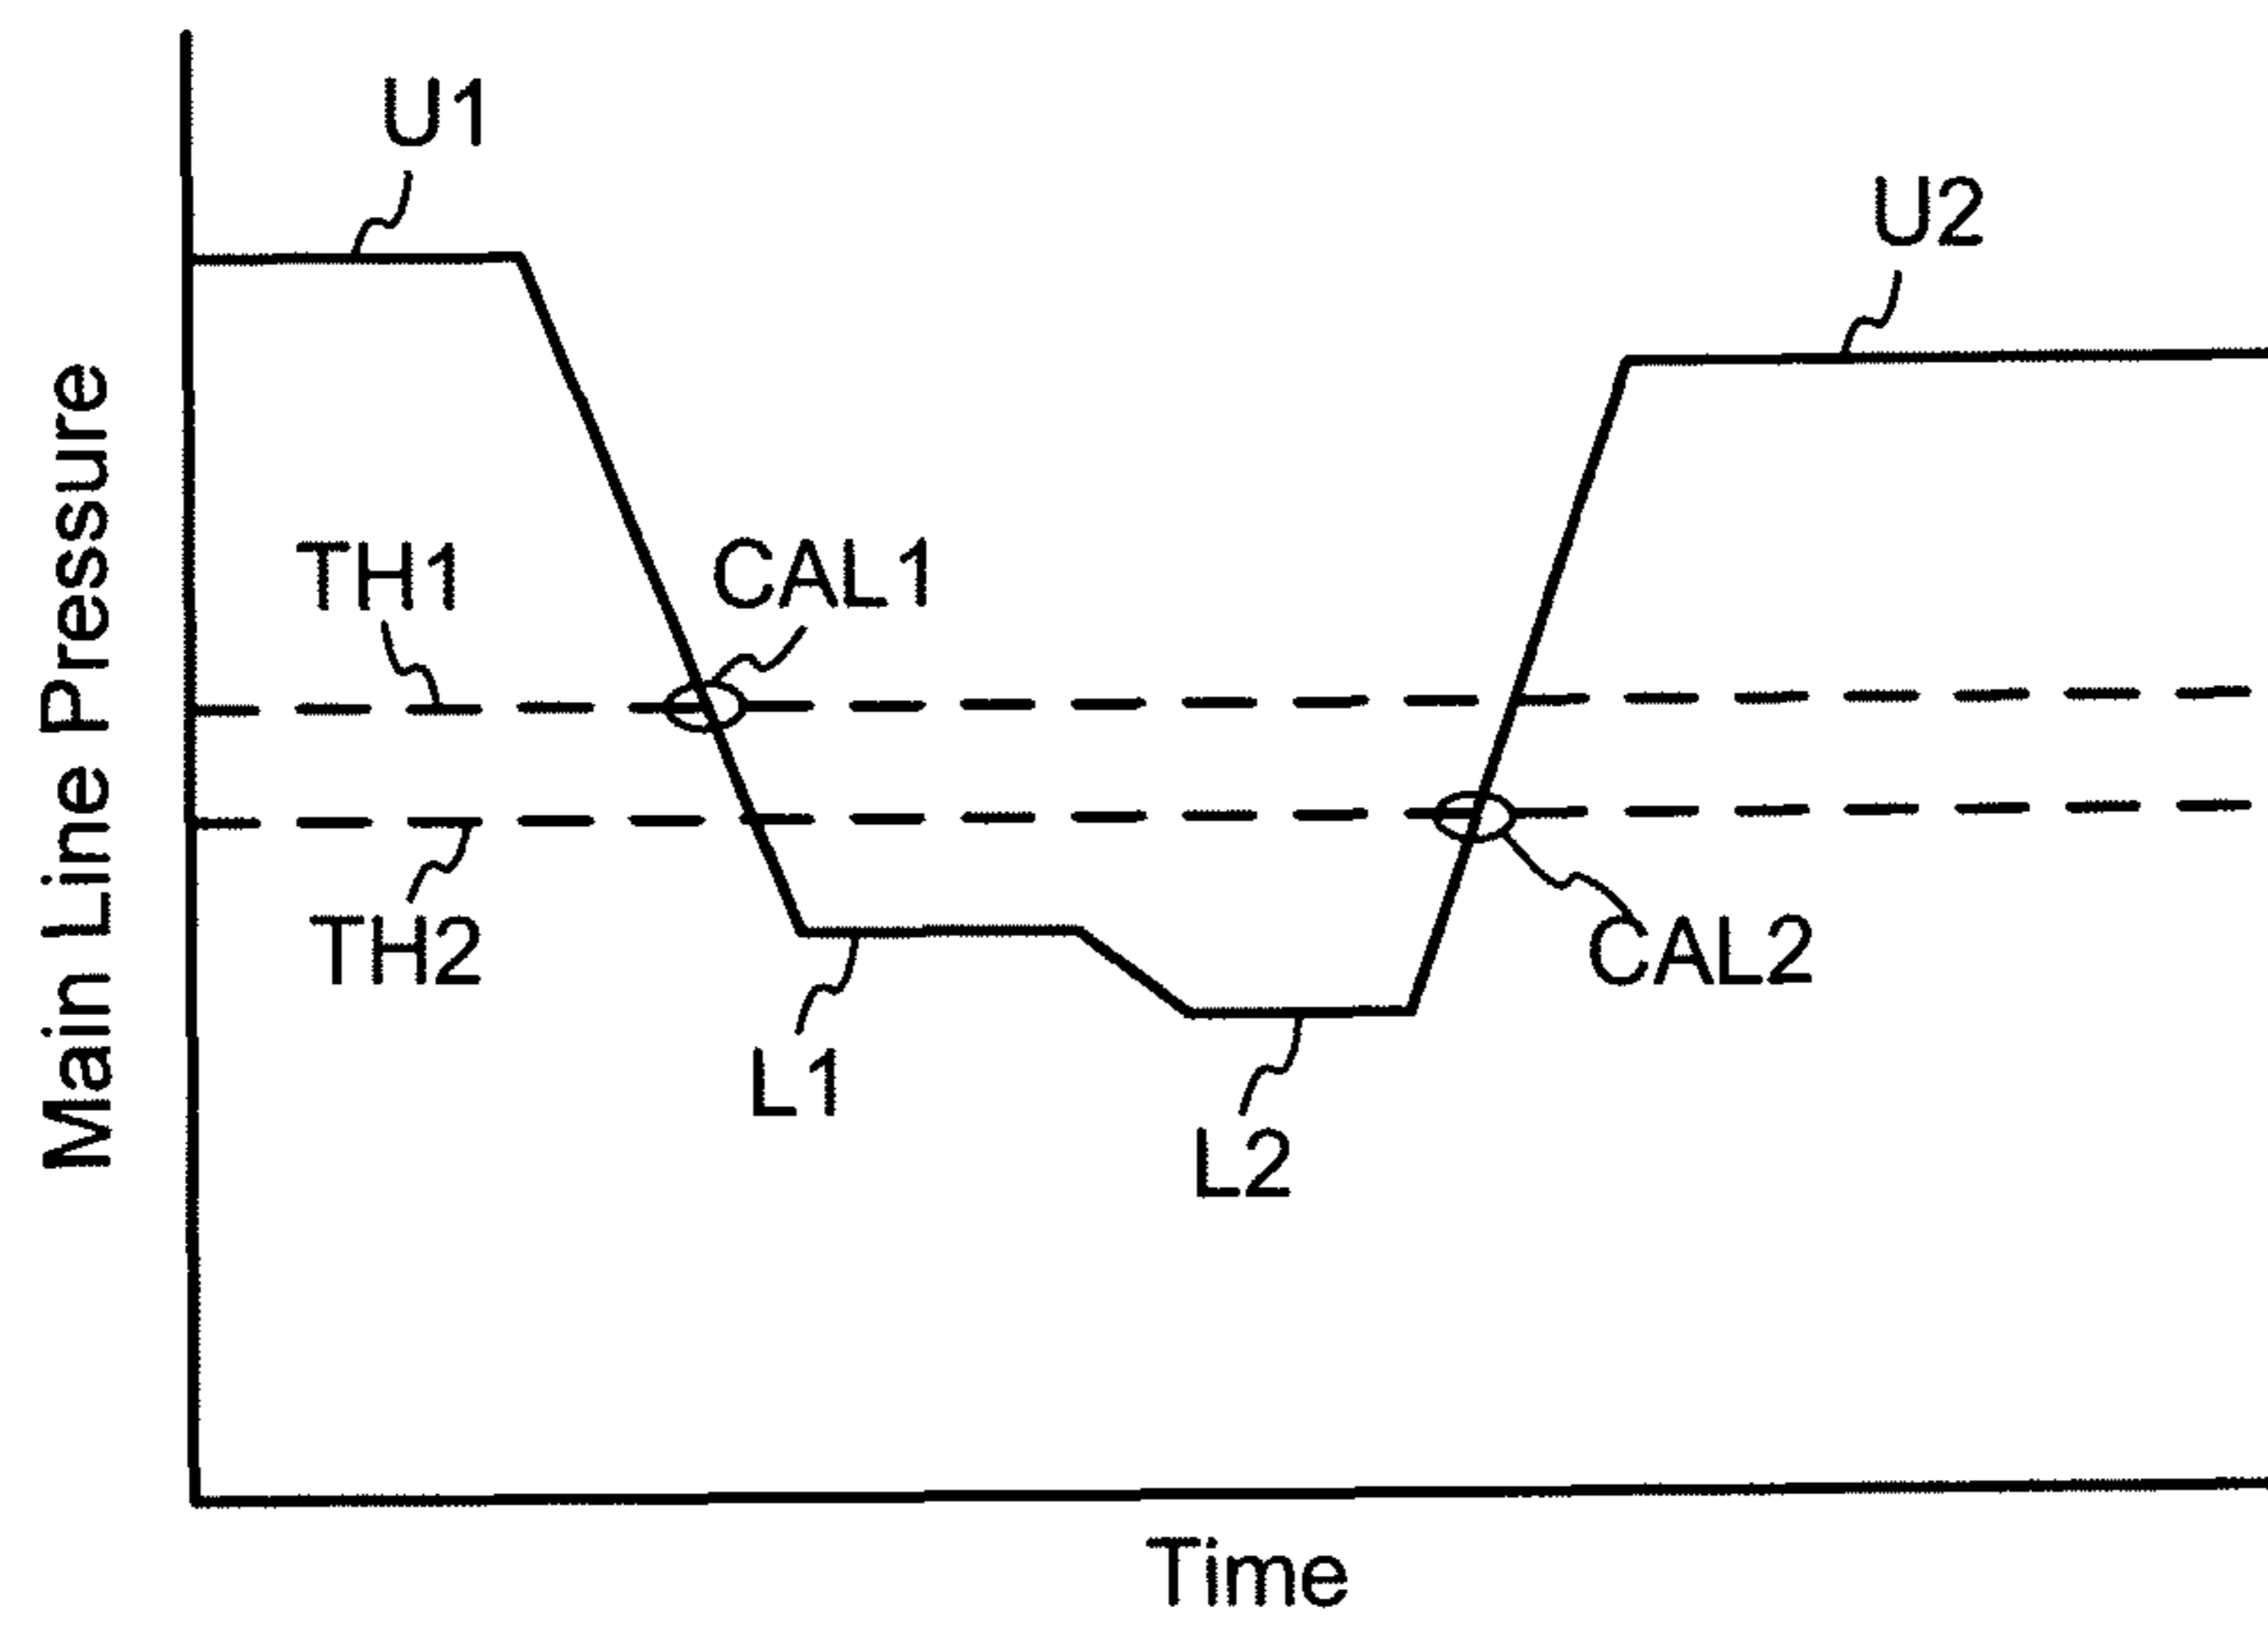 U1
U2
TH1
CAL1
TH2
CAL2
L1
L2
Main Line Pressure
Time